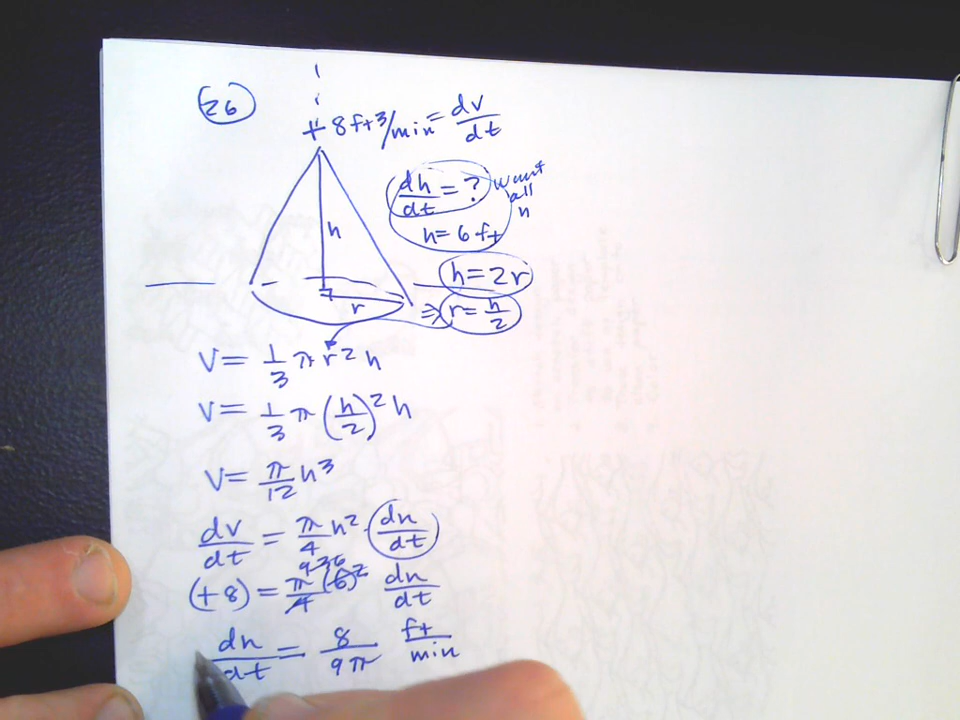 26
+ 8 ft3/min = dV/dt
dh/dt = ? want all h
h = 6 ft
h
h = 2r
r
⇒ r = h/2
V = 1/3 π r² h
V = 1/3 π (h/2)² h
V = π/12 h³
dV/dt = π/4 h² · dh/dt
9 36
(+8) = π/4 (6)² dh/dt
dh/dt = 8/9π ft/min